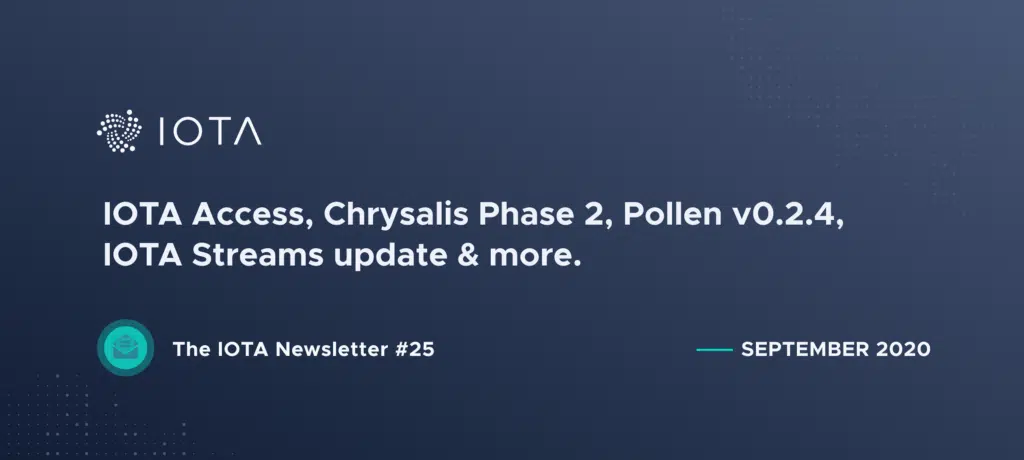 IOTA
IOTA Access, Chrysalis Phase 2, Pollen v0.2.4,
IOTA Streams update & more.
The IOTA Newsletter #25
SEPTEMBER 2020